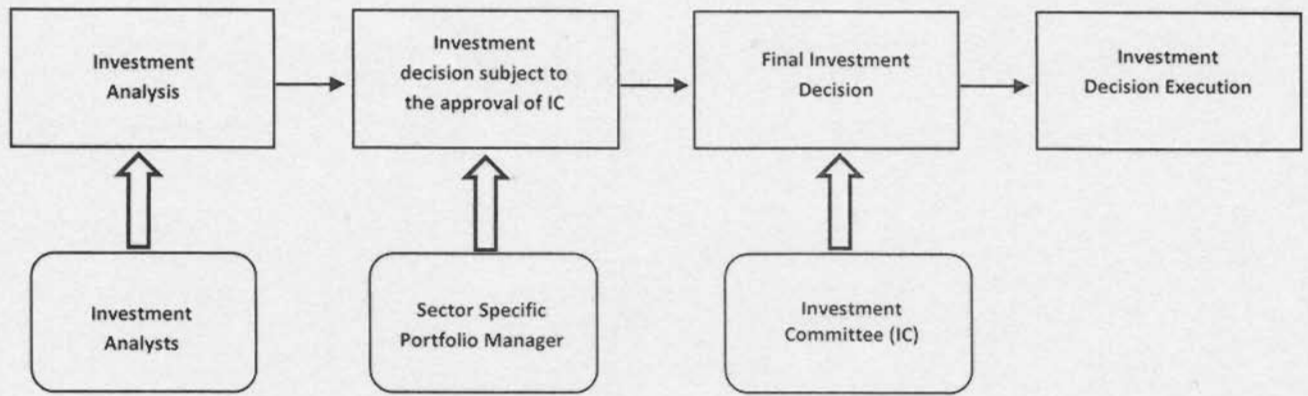 Investment
Analysis
Investment
decision subject to
the approval of IC
Final Investment
Decision
Investment
Decision Execution
Investment
Analysts
Sector Specific
Portfolio Manager
Investment
Committee (IC)